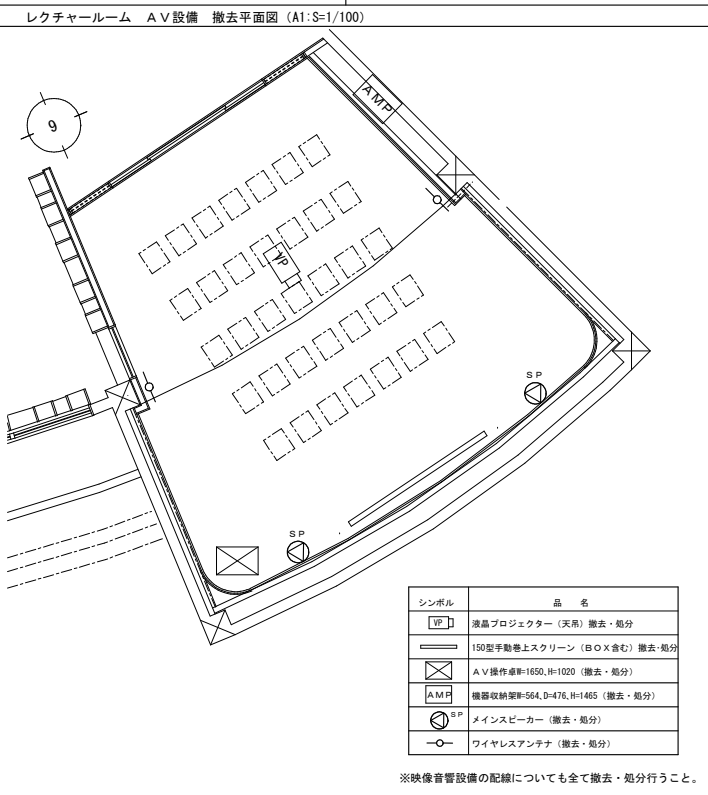 レクチャールーム　ＡＶ設備　撤去平面図（A1:S=1/100）
AMP
9
VP
SP
SP
シンボル　品　名
VP　液晶プロジェクター（天吊）撤去・処分
150型手動巻上スクリーン（ＢＯＸ含む）撤去・処分
ＡＶ操作卓W=1650,H=1020（撤去・処分）
AMP　機器収納架W=564,D=476,H=1465（撤去・処分）
SP　メインスピーカー（撤去・処分）
ワイヤレスアンテナ（撤去・処分）
※映像音響設備の配線についても全て撤去・処分行うこと。